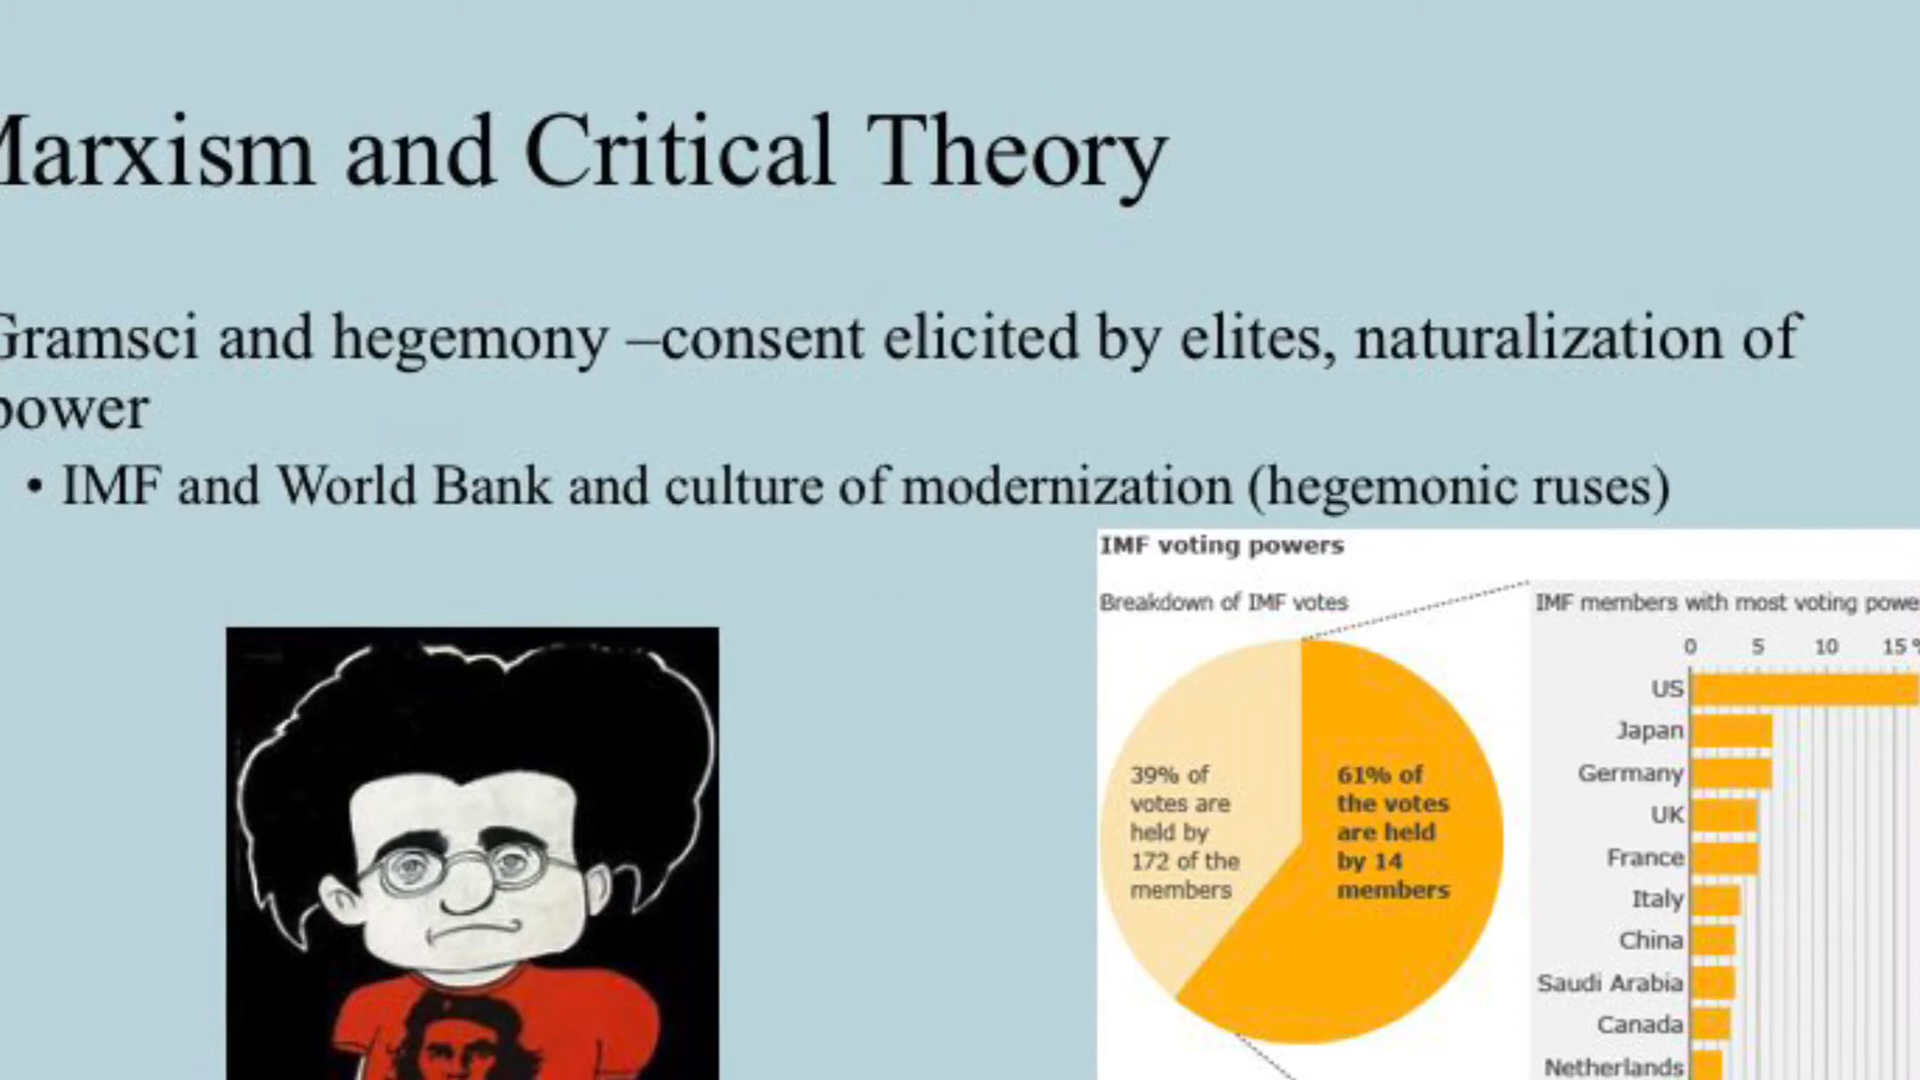 Marxism and Critical Theory
Gramsci and hegemony –consent elicited by elites, naturalization of
power
• IMF and World Bank and culture of modernization (hegemonic ruses)
IMF voting powers
Breakdown of IMF votes
39% of
votes are
held by
172 of the
members
61% of
the votes
are held
by 14
members
IMF members with most voting power
0 5 10 15 %
US
Japan
Germany
UK
France
Italy
China
Saudi Arabia
Canada
Netherlands